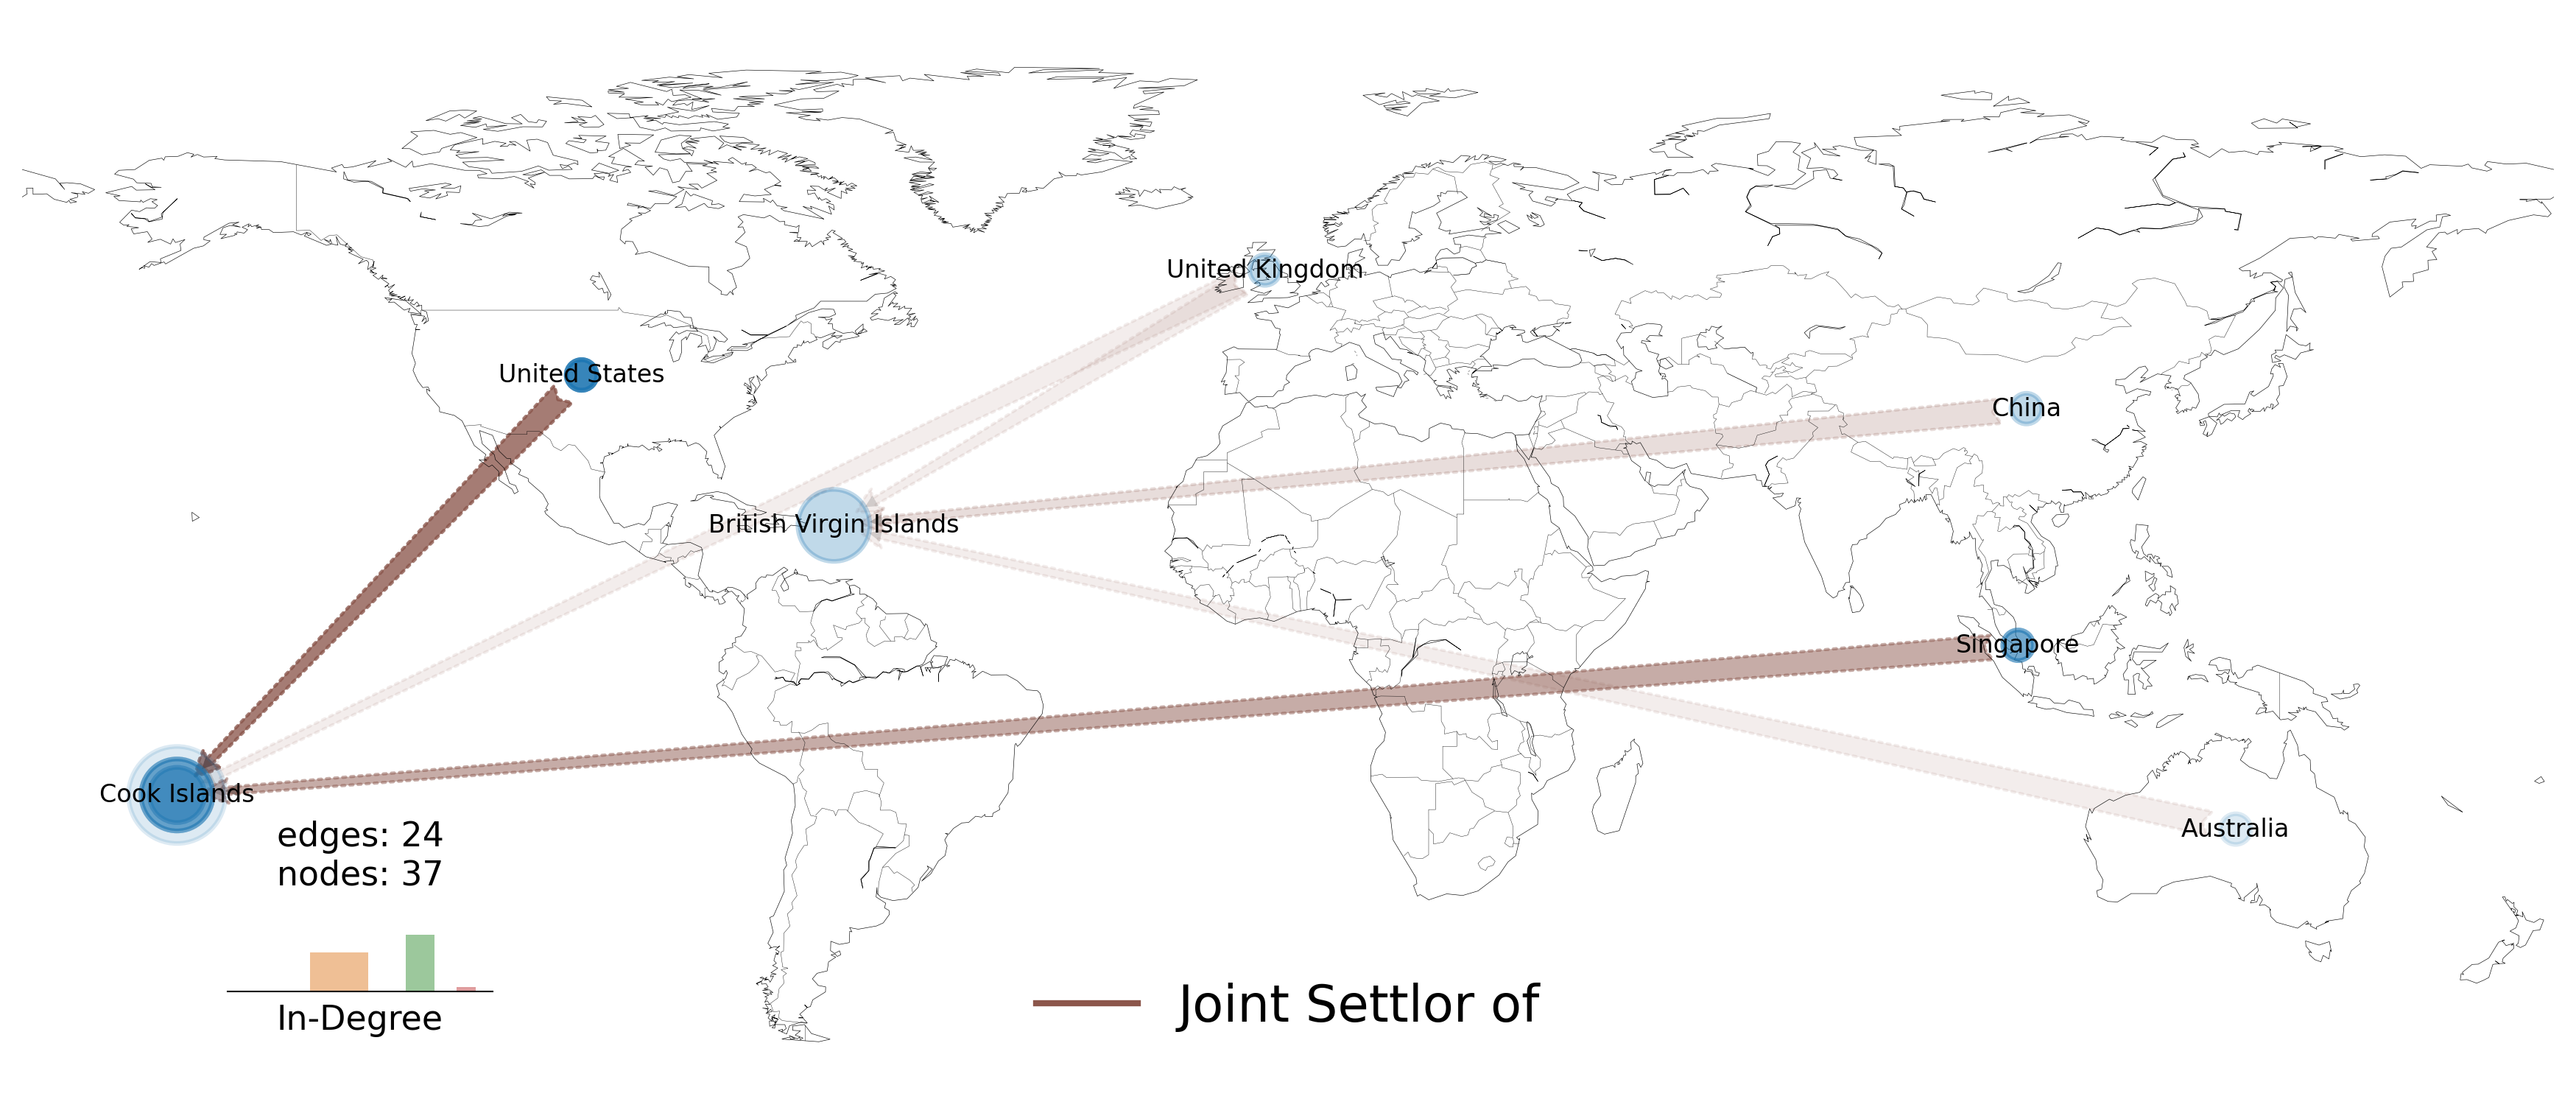 United Kingdom
United States
China
British Virgin Islands
Singapore
Cook Islands
Australia
edges: 24
nodes: 37
In-Degree
Joint Settlor of